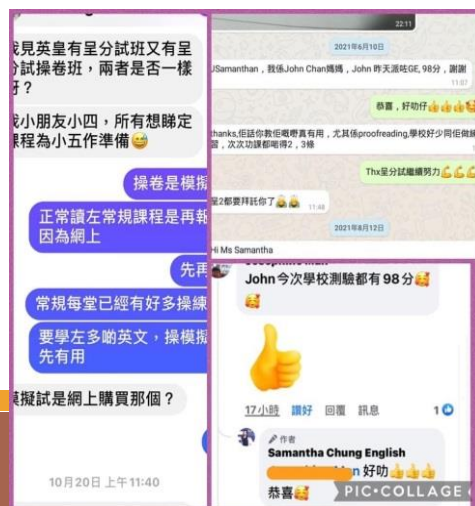 我見英皇有呈分試班又有呈
分試操卷班，兩者是否一樣
呀？
我小朋友小四，所有想睇定
課程為小五作準備😅
操卷是模擬
正常讀左常規課程是再報
因為網上
先再
常規每堂已經有好多操練
要學左多啲英文，操模擬
先有用
模擬試是網上購買那個？
10月20日 上午11:40
22:11
2021年6月10日
Samanthan，我係John Chan媽媽，John 昨天派咗GE, 98分，謝謝
11:07
恭喜，好叻仔👍👍👍🥰
thanks,佢話你教佢嘅嘢真有用，尤其係proofreading,學校好少同佢做練
習，次次功課都啱得2，3條
Thx呈分試繼續努力💪💪💪
呈2都要拜託你了🙇🙇
11:48
2021年8月12日
Hi Ms Samantha
John今次學校測驗都有98分🥰
🥰
👍
17小時 讚好 回覆 訊息 1
作者
Samantha Chung English
n 好叻👍👍👍
恭喜🥰
PIC•COLLAGE